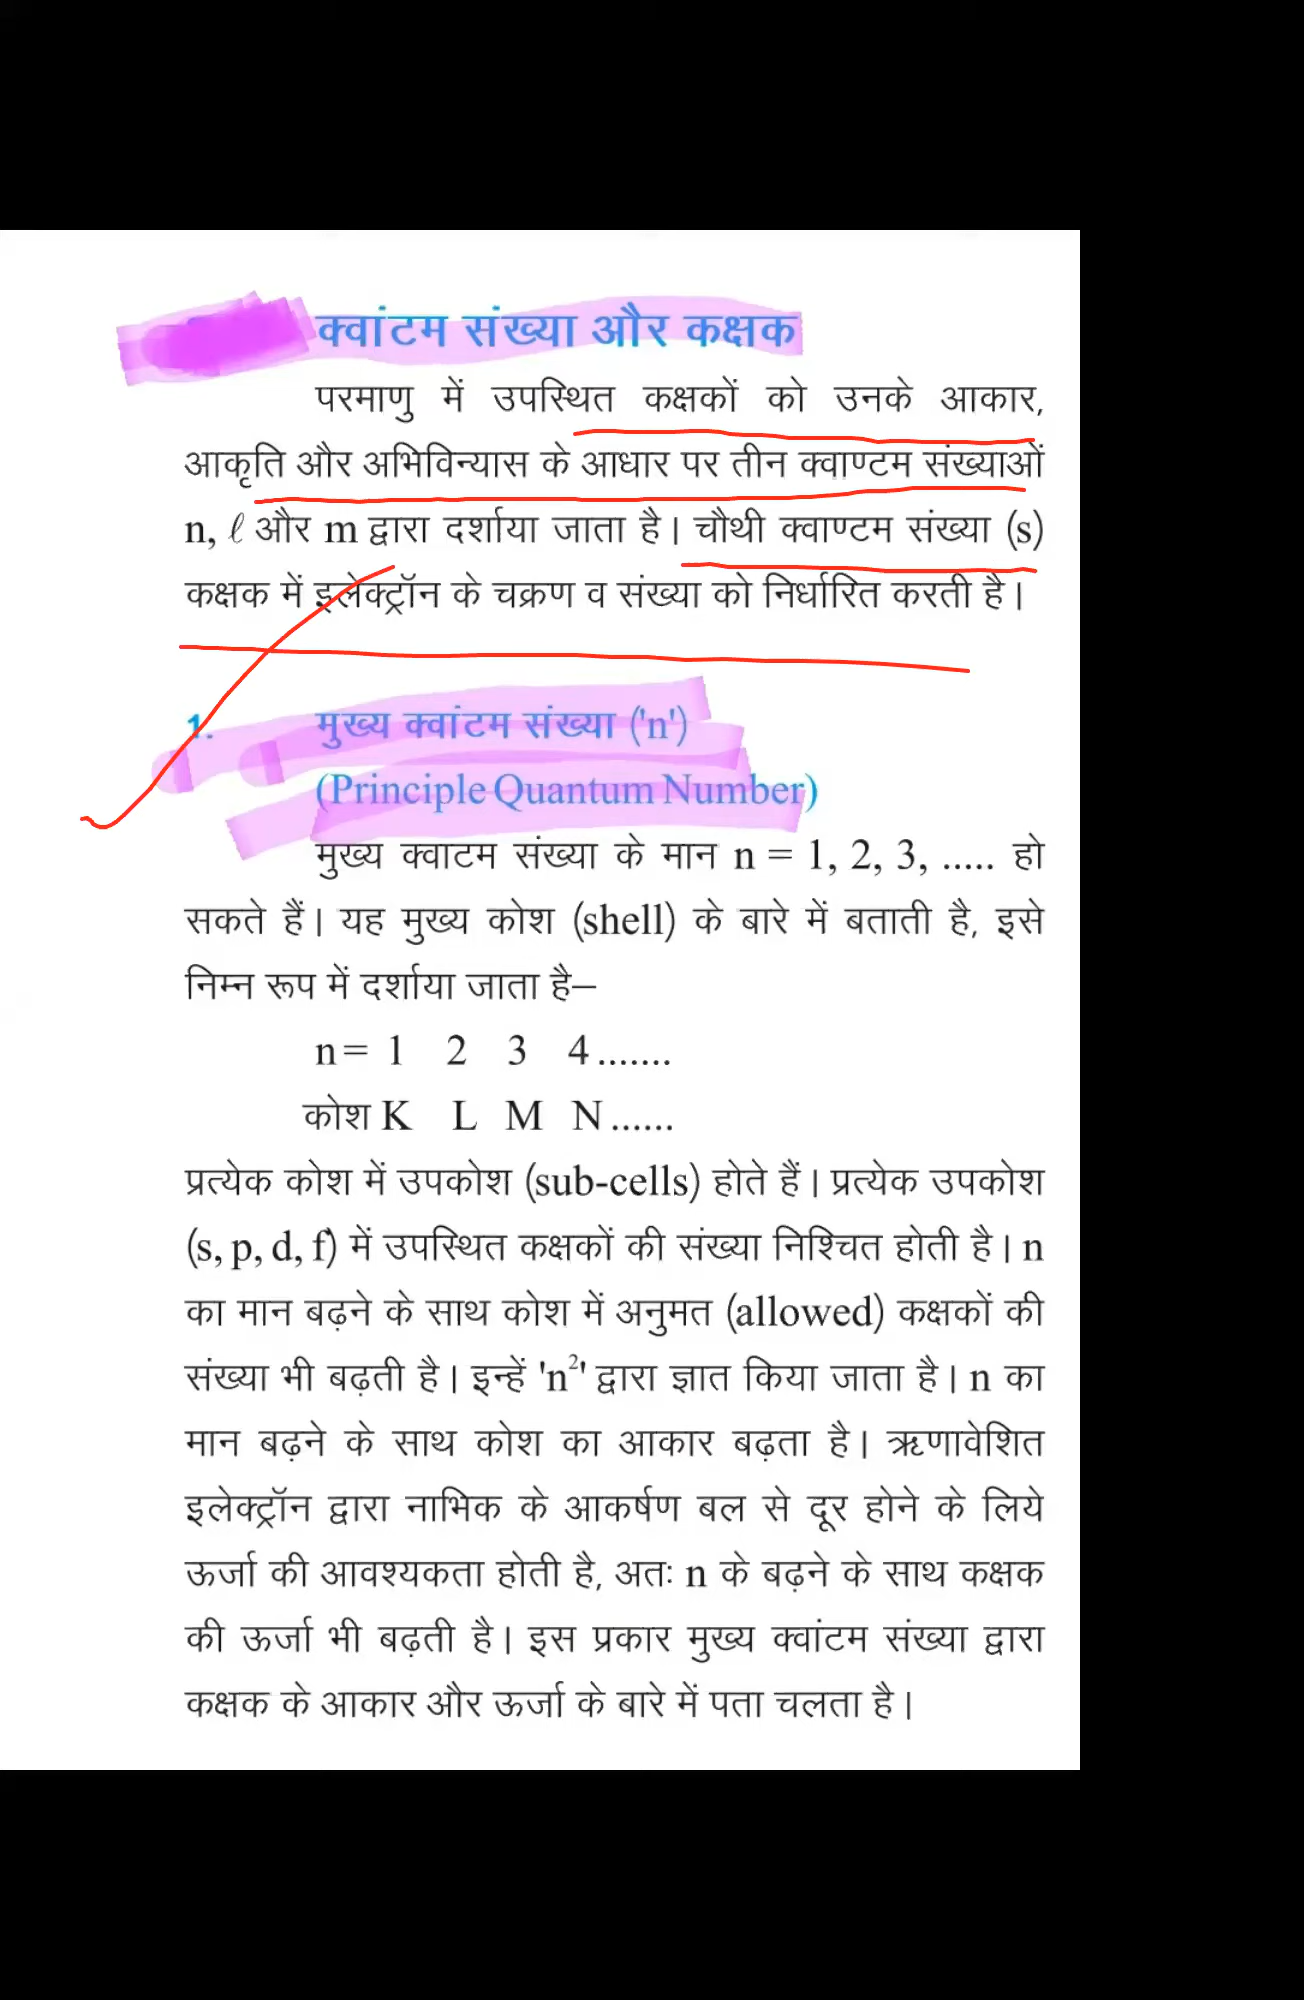 क्वांटम संख्या और कक्षक
परमाणु में उपस्थित कक्षकों को उनके आकार,
आकृति और अभिविन्यास के आधार पर तीन क्वाण्टम संख्याओं
n, ℓ और m द्वारा दर्शाया जाता है। चौथी क्वाण्टम संख्या (s)
कक्षक में इलेक्ट्रॉन के चक्रण व संख्या को निर्धारित करती है।
1. मुख्य क्वांटम संख्या ('n')
(Principle Quantum Number)
मुख्य क्वाटम संख्या के मान n = 1, 2, 3, ..... हो
सकते हैं। यह मुख्य कोश (shell) के बारे में बताती है, इसे
निम्न रूप में दर्शाया जाता है–
n = 1 2 3 4.......
कोश K L M N......
प्रत्येक कोश में उपकोश (sub-cells) होते हैं। प्रत्येक उपकोश
(s, p, d, f) में उपस्थित कक्षकों की संख्या निश्चित होती है। n
का मान बढ़ने के साथ कोश में अनुमत (allowed) कक्षकों की
संख्या भी बढ़ती है। इन्हें 'n²' द्वारा ज्ञात किया जाता है। n का
मान बढ़ने के साथ कोश का आकार बढ़ता है। ऋणावेशित
इलेक्ट्रॉन द्वारा नाभिक के आकर्षण बल से दूर होने के लिये
ऊर्जा की आवश्यकता होती है, अतः n के बढ़ने के साथ कक्षक
की ऊर्जा भी बढ़ती है। इस प्रकार मुख्य क्वांटम संख्या द्वारा
कक्षक के आकार और ऊर्जा के बारे में पता चलता है।